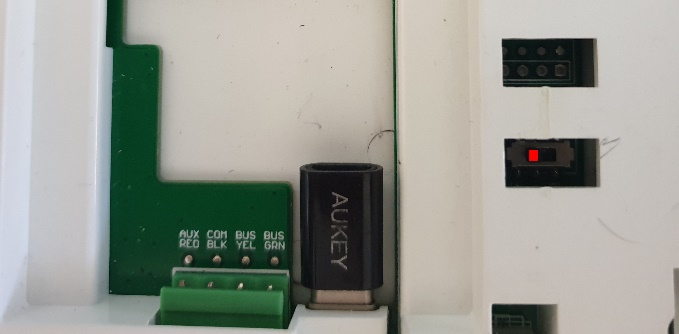 AUX COM BUS BUS
RED BLK YEL GRN
AUKEY